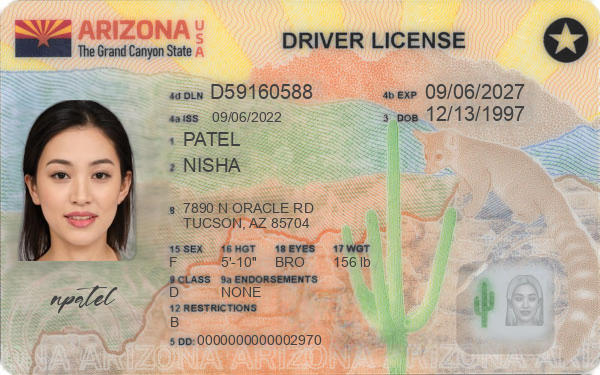 ARIZONA USA
The Grand Canyon State
DRIVER LICENSE
4d DLN D59160588
4b EXP 09/06/2027
4a ISS 09/06/2022
3 DOB 12/13/1997
1 PATEL
2 NISHA
8 7890 N ORACLE RD
TUCSON, AZ 85704
15 SEX 16 HGT 18 EYES 17 WGT
F 5'-10" BRO 156 lb
9 CLASS 9a ENDORSEMENTS
D NONE
12 RESTRICTIONS
B
npatel
5 DD: 0000000000002970
ARIZONA ARIZONA ARIZONA ARIZONA